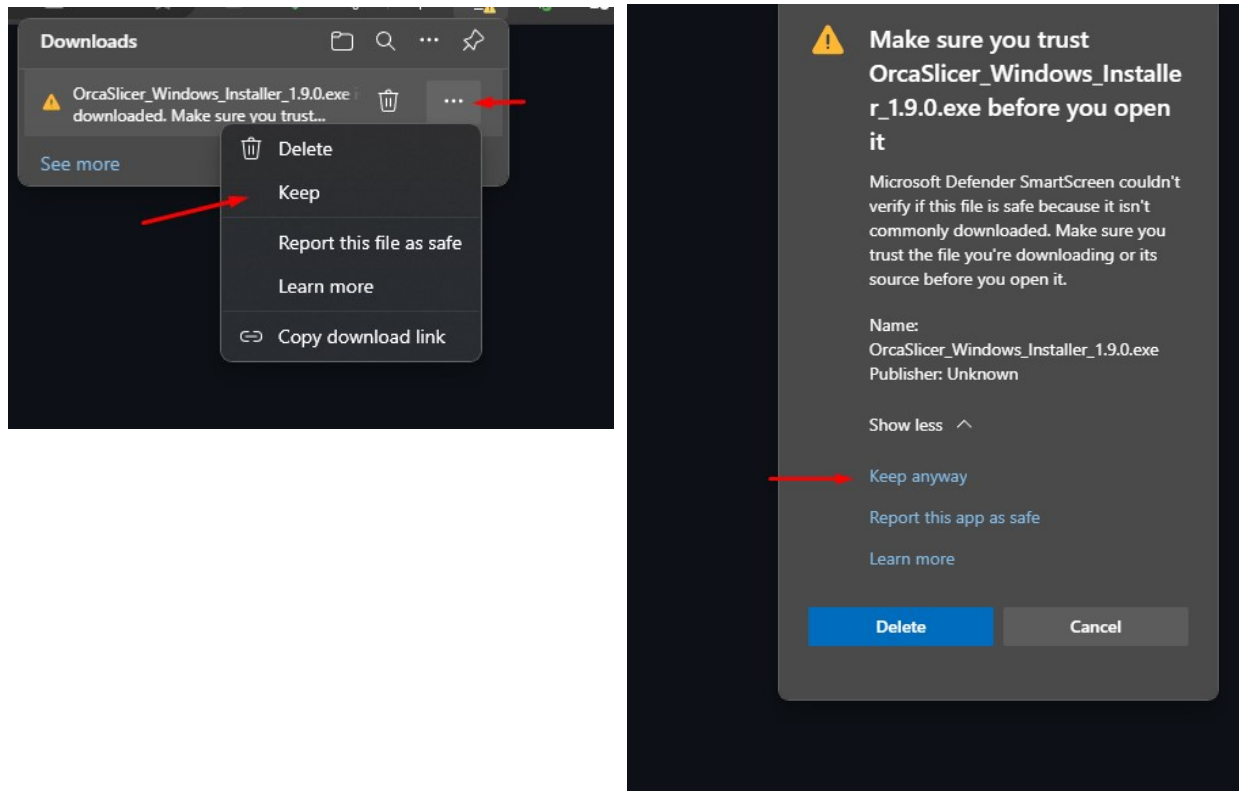 Downloads
OrcaSlicer_Windows_Installer_1.9.0.exe
downloaded. Make sure you trust...
See more
Delete
Keep
Report this file as safe
Learn more
Copy download link
Make sure you trust
OrcaSlicer_Windows_Installe
r_1.9.0.exe before you open
it
Microsoft Defender SmartScreen couldn't
verify if this file is safe because it isn't
commonly downloaded. Make sure you
trust the file you're downloading or its
source before you open it.
Name:
OrcaSlicer_Windows_Installer_1.9.0.exe
Publisher: Unknown
Show less
Keep anyway
Report this app as safe
Learn more
Delete
Cancel